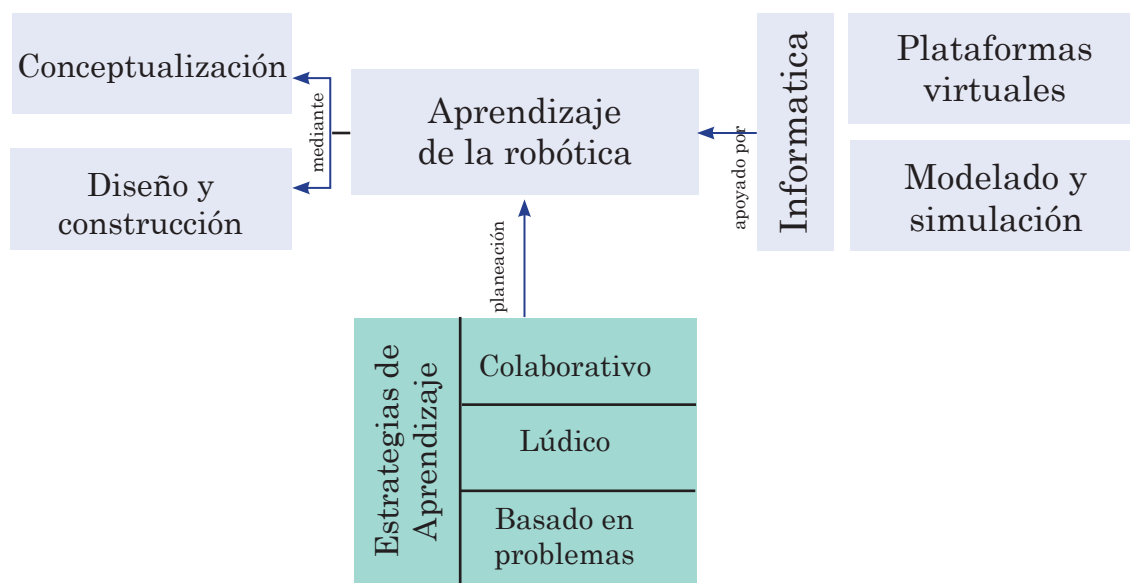 Conceptualización
Diseño y
construcción
mediante
Aprendizaje
de la robótica
apoyado por
Informatica
Plataformas
virtuales
Modelado y
simulación
planeación
Estrategias de
Aprendizaje
Colaborativo
Lúdico
Basado en
problemas